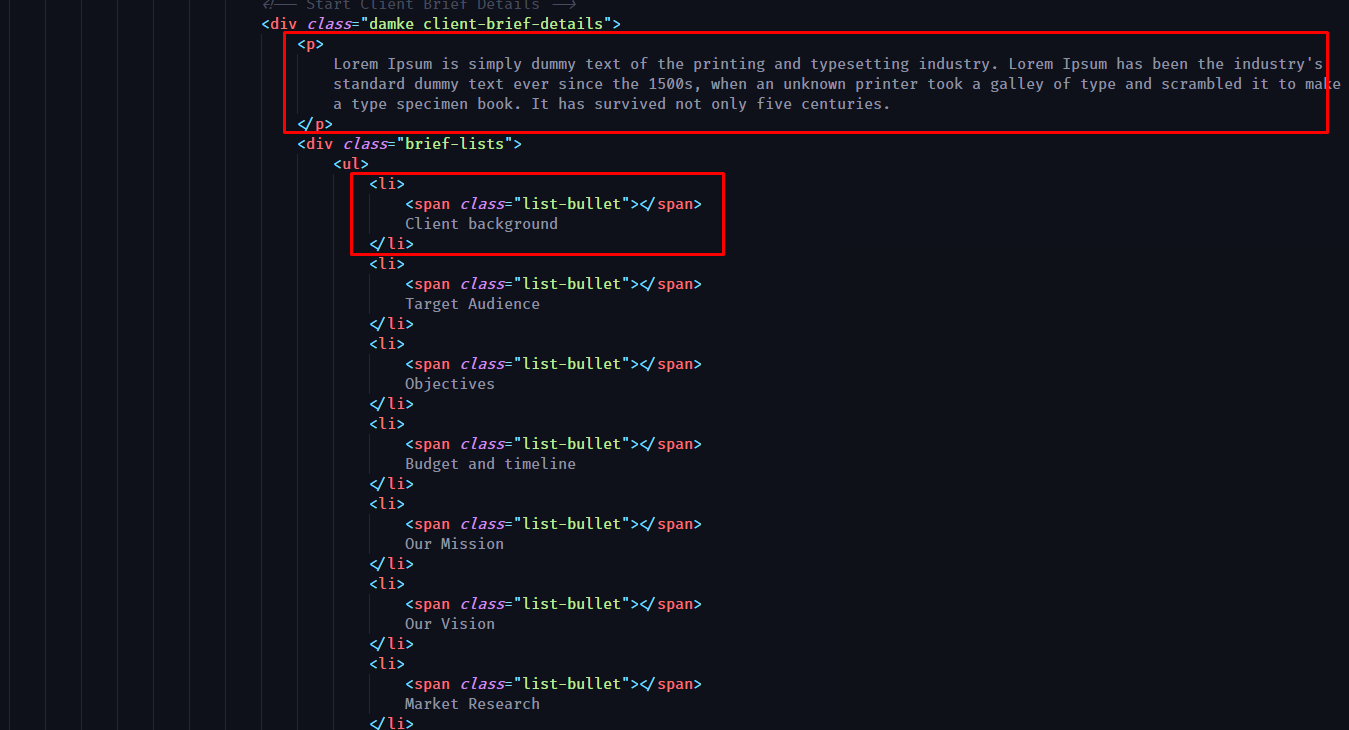 <!-- Start Client Brief Details -->
<div class="damke client-brief-details">
<p>
Lorem Ipsum is simply dummy text of the printing and typesetting industry. Lorem Ipsum has been the industry's
standard dummy text ever since the 1500s, when an unknown printer took a galley of type and scrambled it to make
a type specimen book. It has survived not only five centuries.
</p>
<div class="brief-lists">
<ul>
<li>
<span class="list-bullet"></span>
Client background
</li>
<li>
<span class="list-bullet"></span>
Target Audience
</li>
<li>
<span class="list-bullet"></span>
Objectives
</li>
<li>
<span class="list-bullet"></span>
Budget and timeline
</li>
<li>
<span class="list-bullet"></span>
Our Mission
</li>
<li>
<span class="list-bullet"></span>
Our Vision
</li>
<li>
<span class="list-bullet"></span>
Market Research
</li>